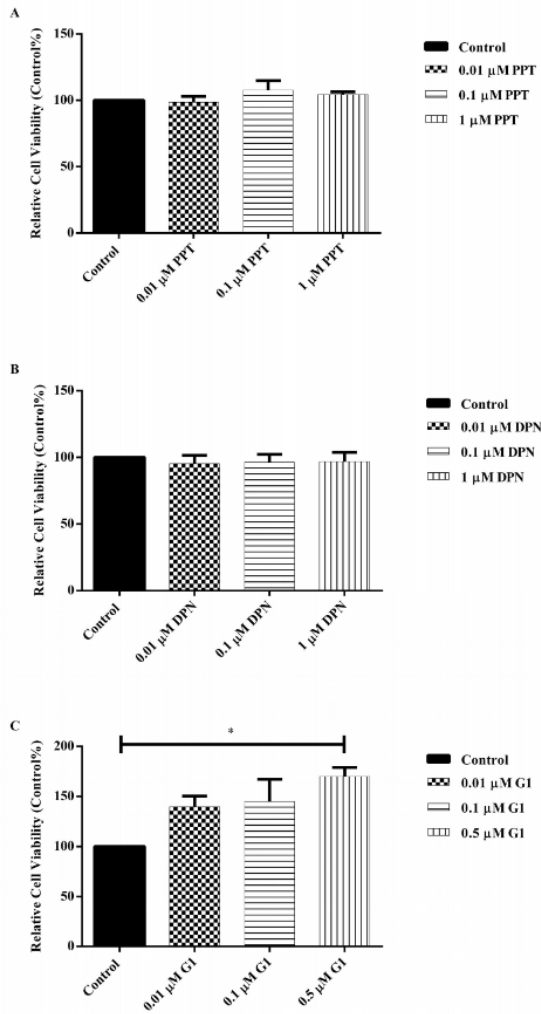 A
Relative Cell Viability (Control%)
150
100
50
0
Control
0.01 μM PPT
0.1 μM PPT
1 μM PPT
Control
0.01 μM PPT
0.1 μM PPT
1 μM PPT
B
Relative Cell Viability (Control%)
150
100
50
0
Control
0.01 μM DPN
0.1 μM DPN
1 μM DPN
Control
0.01 μM DPN
0.1 μM DPN
1 μM DPN
C
Relative Cell Viability (Control%)
200
150
100
50
0
*
Control
0.01 μM G1
0.1 μM G1
0.5 μM G1
Control
0.01 μM G1
0.1 μM G1
0.5 μM G1